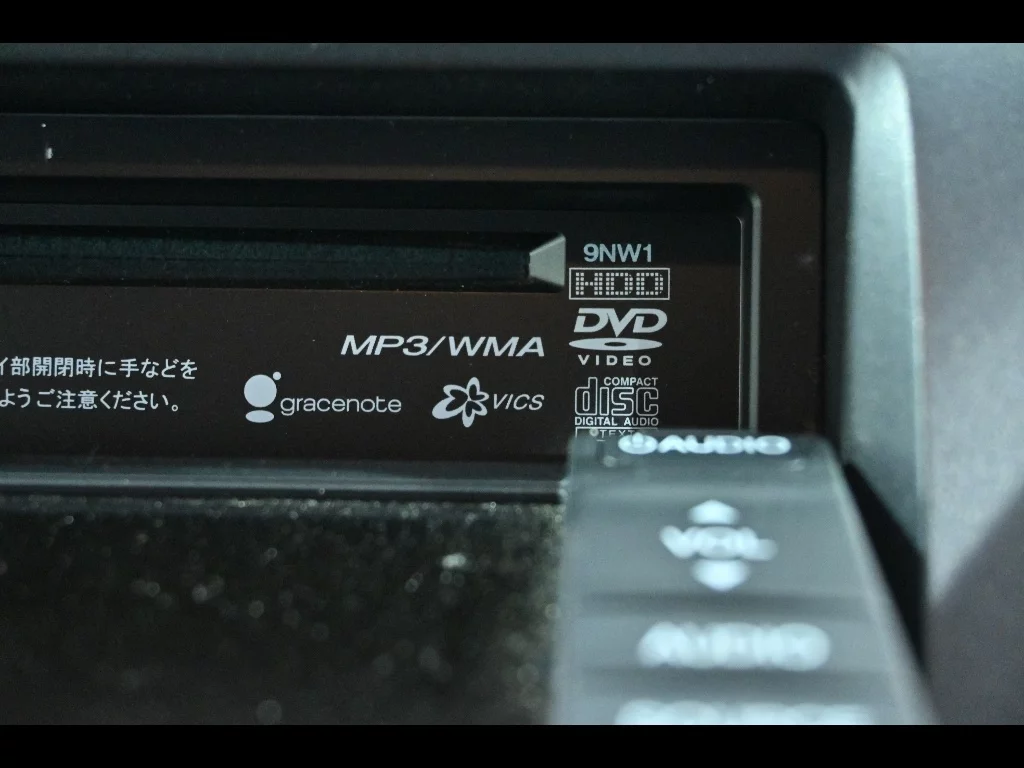 9NW1
HDD
DVD
VIDEO
MP3/WMA
イ部開閉時に手などを
ようご注意ください。
gracenote
VICS
COMPACT
disc
DIGITAL AUDIO
TEXT
AUDIO
VOL
AUDIO